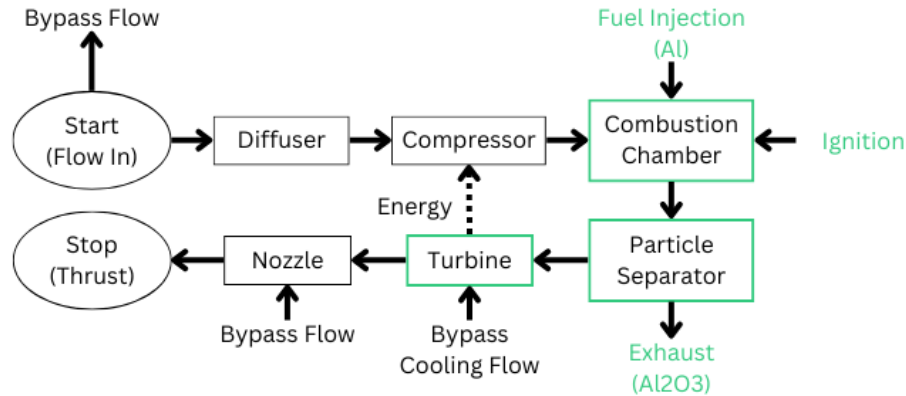 Bypass Flow
Fuel Injection
(Al)
Start
(Flow In)
Diffuser
Compressor
Combustion
Chamber
Ignition
Energy
Stop
(Thrust)
Nozzle
Turbine
Particle
Separator
Bypass Flow
Bypass
Cooling Flow
Exhaust
(Al2O3)